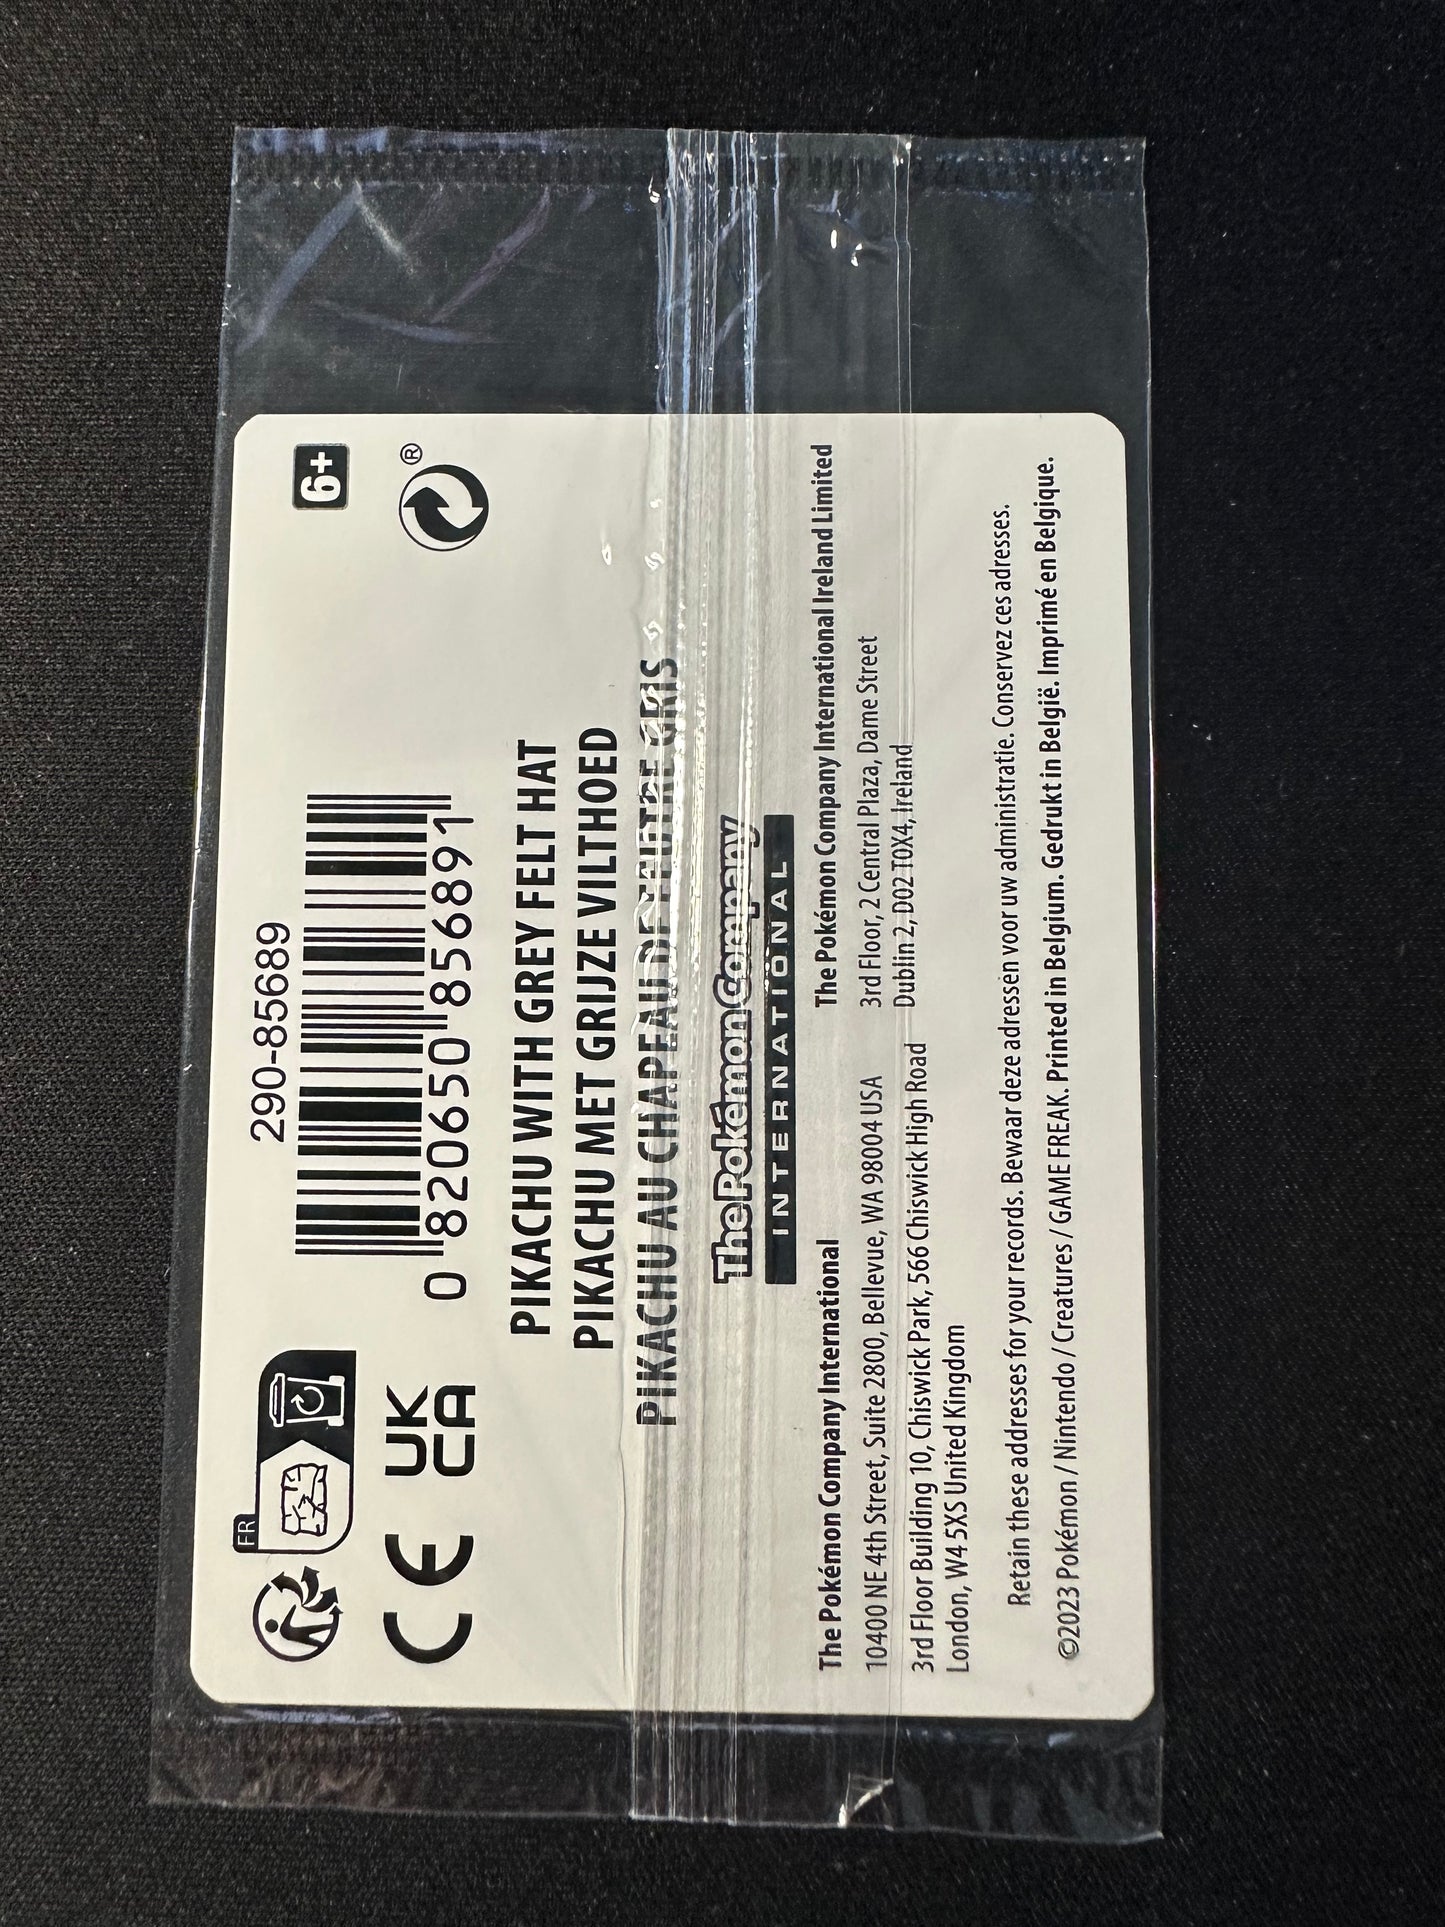 FR
290-85689
6+
0 820650 856891
®
CE
UK
CA
PIKACHU WITH GREY FELT HAT
PIKACHU MET GRIJZE VILTHOED
PIKACHU AU CHAPEAU DE FEUTRE GRIS
The Pokémon Company
INTERNATIONAL
The Pokémon Company International
10400 NE 4th Street, Suite 2800, Bellevue, WA 98004 USA
3rd Floor Building 10, Chiswick Park, 566 Chiswick High Road
London, W4 5XS United Kingdom
The Pokémon Company International Ireland Limited
3rd Floor, 2 Central Plaza, Dame Street
Dublin 2, D02 T0X4, Ireland
Retain these addresses for your records. Bewaar deze adressen voor uw administratie. Conservez ces adresses.
©2023 Pokémon / Nintendo / Creatures / GAME FREAK. Printed in Belgium. Gedrukt in België. Imprimé en Belgique.